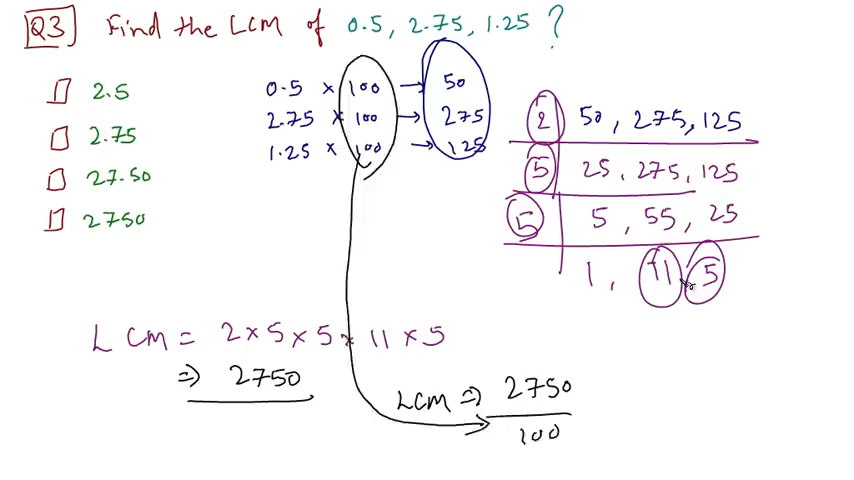 Q3 Find the LCM of 0.5, 2.75, 1.25 ?
2.5
2.75
27.50
2750
0.5 × 100 → 50
2.75 × 100 → 275
1.25 × 100 → 125
2 50, 275, 125
5 25, 275, 125
5 5, 55, 25
1, 11, 5
LCM = 2 × 5 × 5 × 11 × 5
⇒ 2750
LCM ⇒ 2750
100